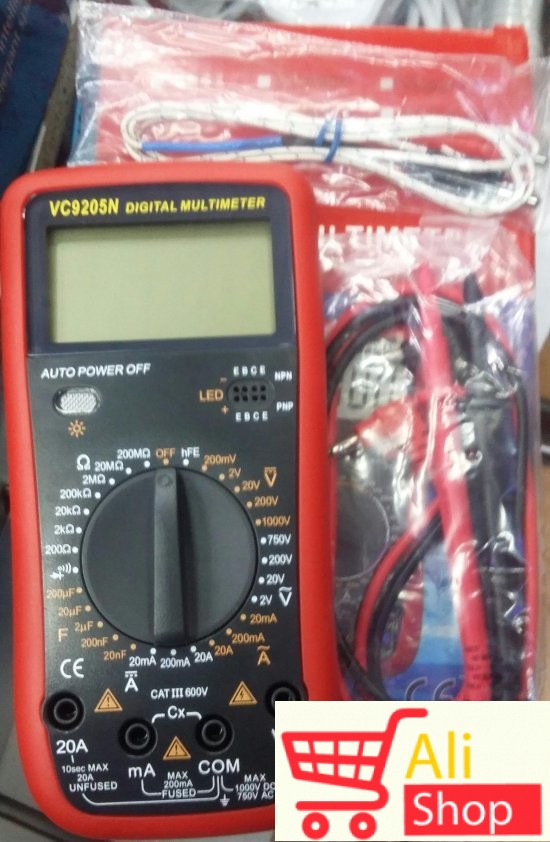 VC9205N DIGITAL MULTIMETER
ULTIMET
AUTO POWER OFF
E B C E NPN
LED
−
+
PNP
E B C E
OFF
hFE
200mV
2V
20V
V
200V
1000V
750V
200V
20V
2V
V
20mA
200mA
A
20A
20A
200mA
20mA
A
20nF
200nF
F
2µF
20µF
200µF
200Ω
2kΩ
20kΩ
200kΩ
2MΩ
20MΩ
Ω
200MΩ
CE
CAT III 600V
Cx
20A
10sec MAX
20A
UNFUSED
mA
MAX
200mA
FUSED
COM
MAX
1000V DC
750V AC
CE
Ali
Shop